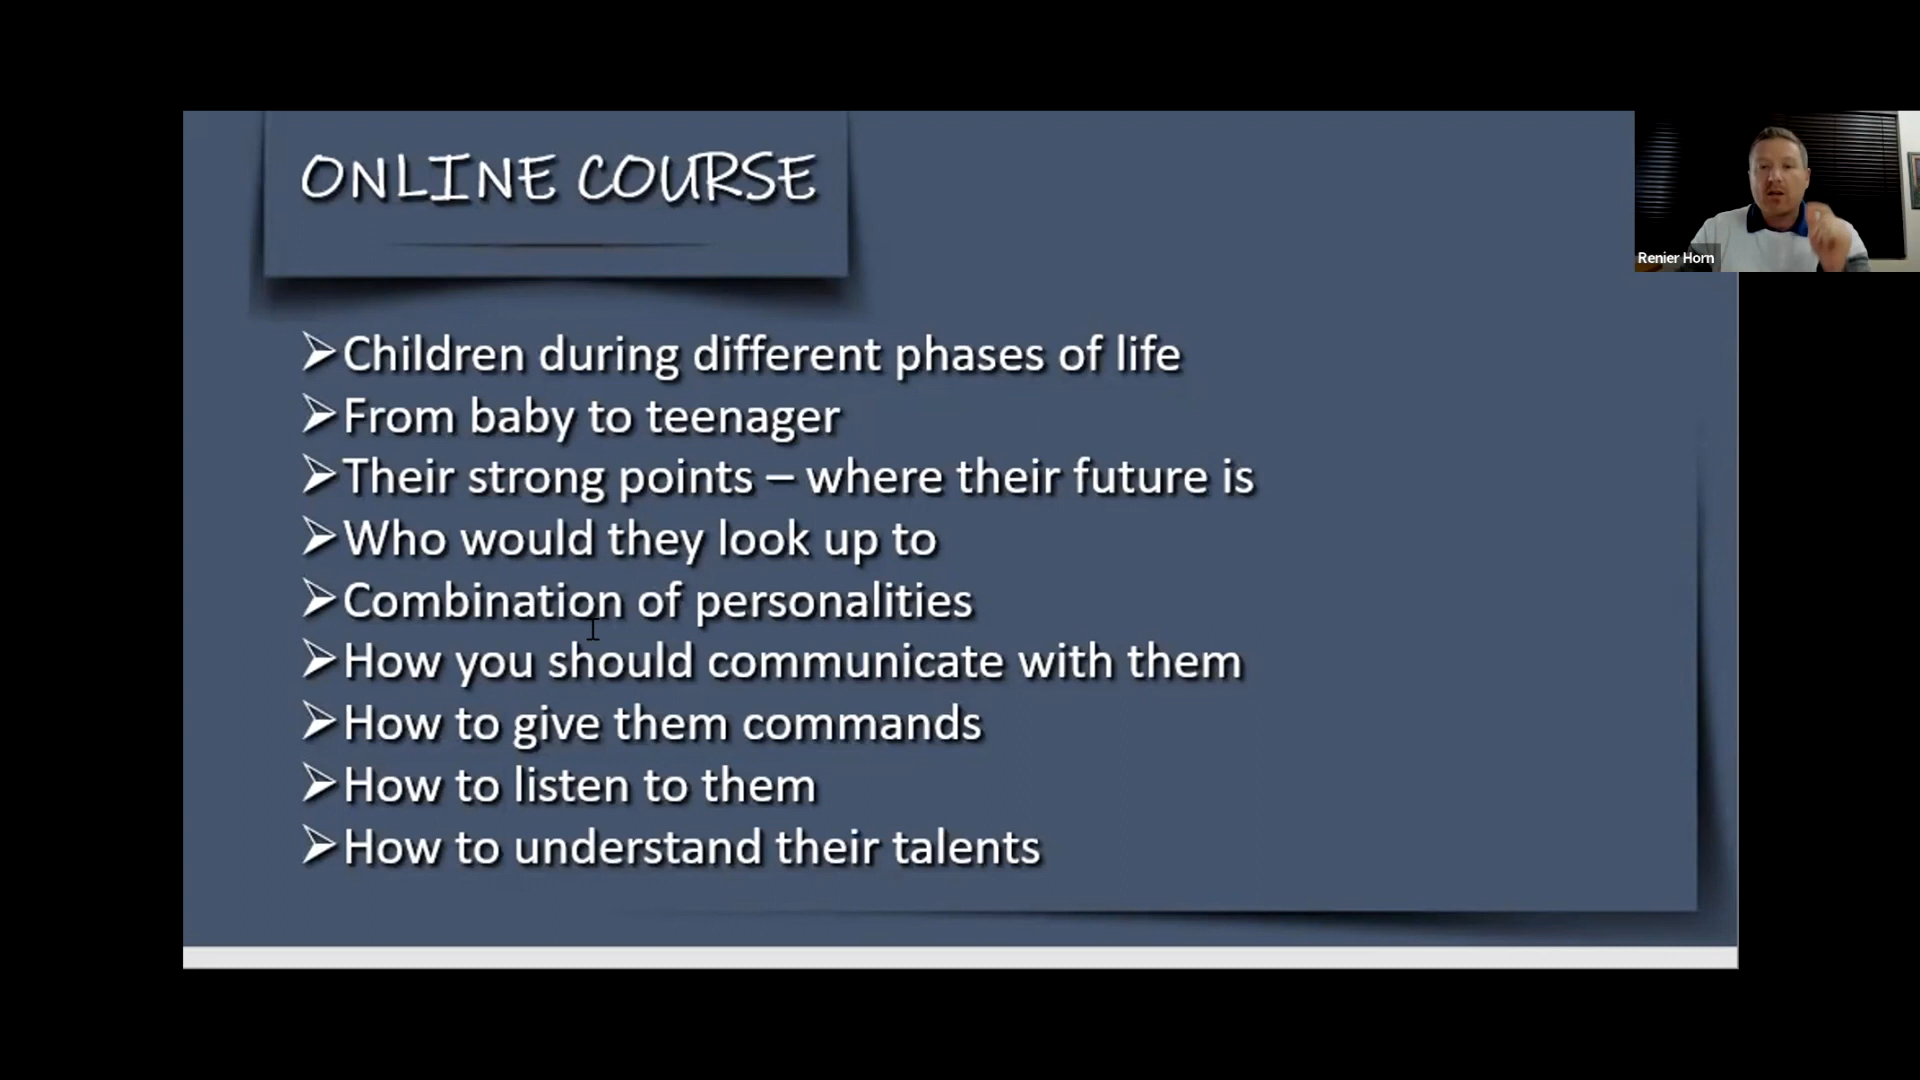 ONLINE COURSE
Renier Horn
➢Children during different phases of life
➢From baby to teenager
➢Their strong points – where their future is
➢Who would they look up to
➢Combination of personalities
➢How you should communicate with them
➢How to give them commands
➢How to listen to them
➢How to understand their talents